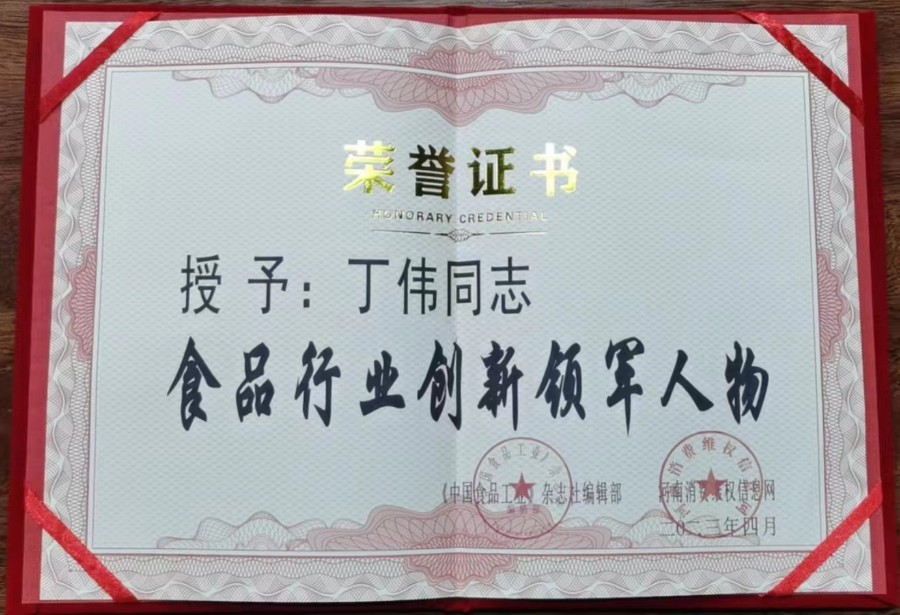 荣誉证书
HONORARY CREDENTIAL
授予：丁伟同志
食品行业创新领军人物
《中国食品工业》杂志社编辑部
河南消费维权信息网
二〇二三年四月